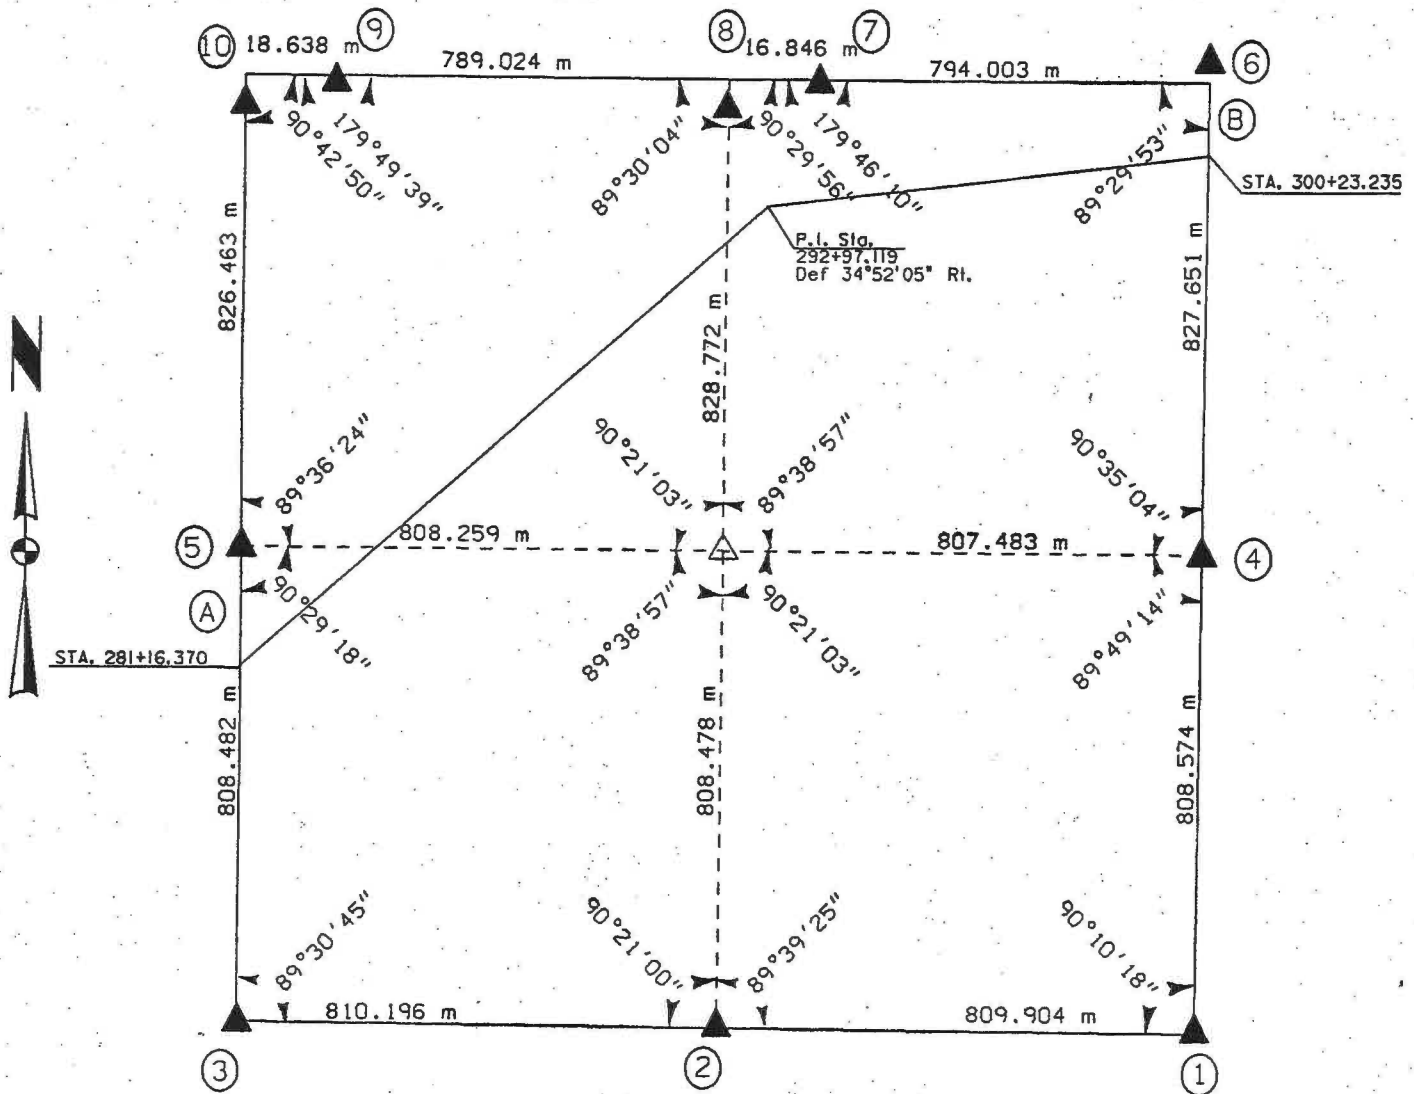 10 18.638 m 9
8 16.846 m 7
789.024 m
794.003 m
6
B
90°42'50"
179°49'39"
89°30'04"
90°29'56"
179°46'10"
89°29'53"
STA. 300+23.235
P.I. Sta.
292+97.119
Def 34°52'05" Rt.
826.463 m
828.772 m
827.651 m
N
89°36'24"
90°21'03"
89°38'57"
90°35'04"
5
808.259 m
807.483 m
4
A
90°29'18"
89°38'57"
90°21'03"
89°49'14"
STA. 281+16.370
808.482 m
808.478 m
808.574 m
89°30'45"
90°21'00"
89°39'25"
90°10'18"
810.196 m
809.904 m
3
2
1